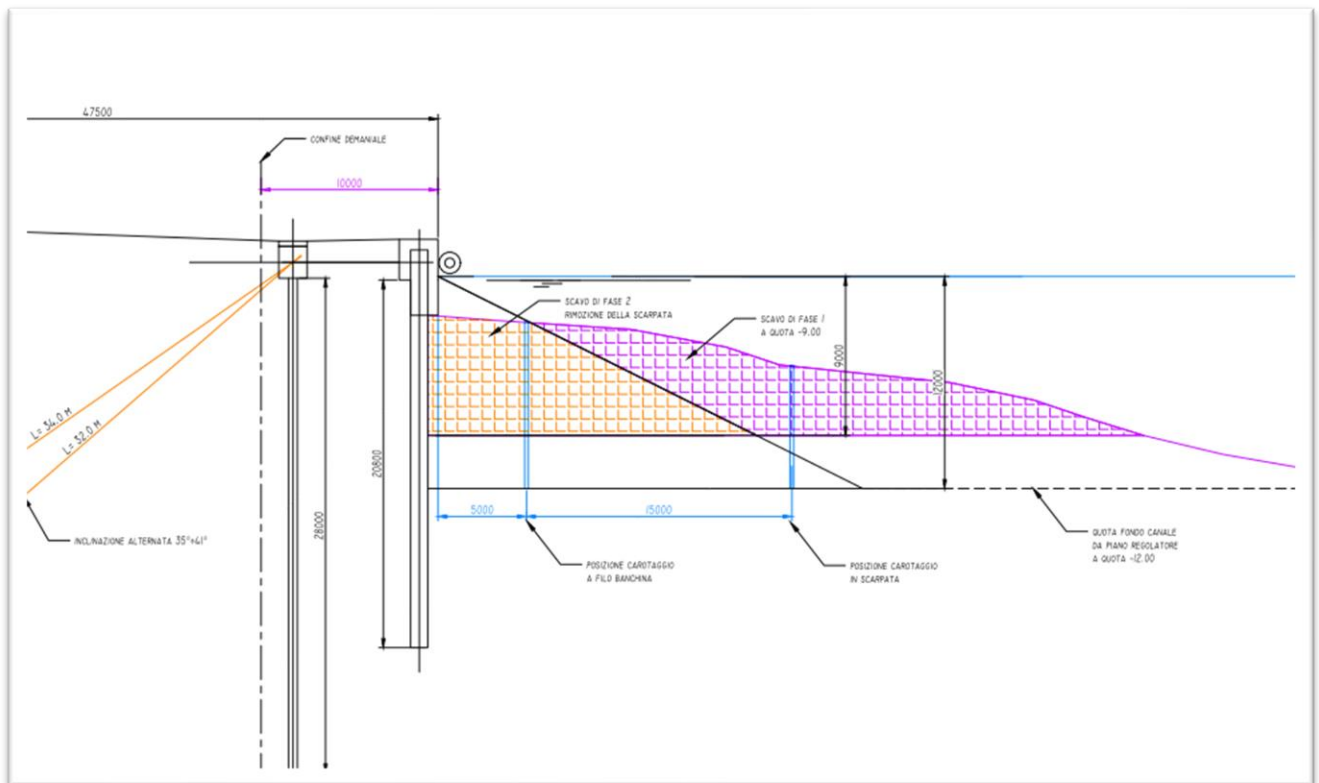 47500
CONFINE DEMANIALE
10000
SCAVO DI FASE 2
RIMOZIONE DELLA SCARPATA
SCAVO DI FASE 1
A QUOTA -9.00
9000
12000
L= 34.0 M
L= 32.0 M
20800
28000
5000
15000
INCLINAZIONE ALTERNATA 35°÷41°
POSIZIONE CAROTAGGIO
A FILO BANCHINA
POSIZIONE CAROTAGGIO
IN SCARPATA
QUOTA FONDO CANALE
DA PIANO REGOLATORE
A QUOTA -12.00